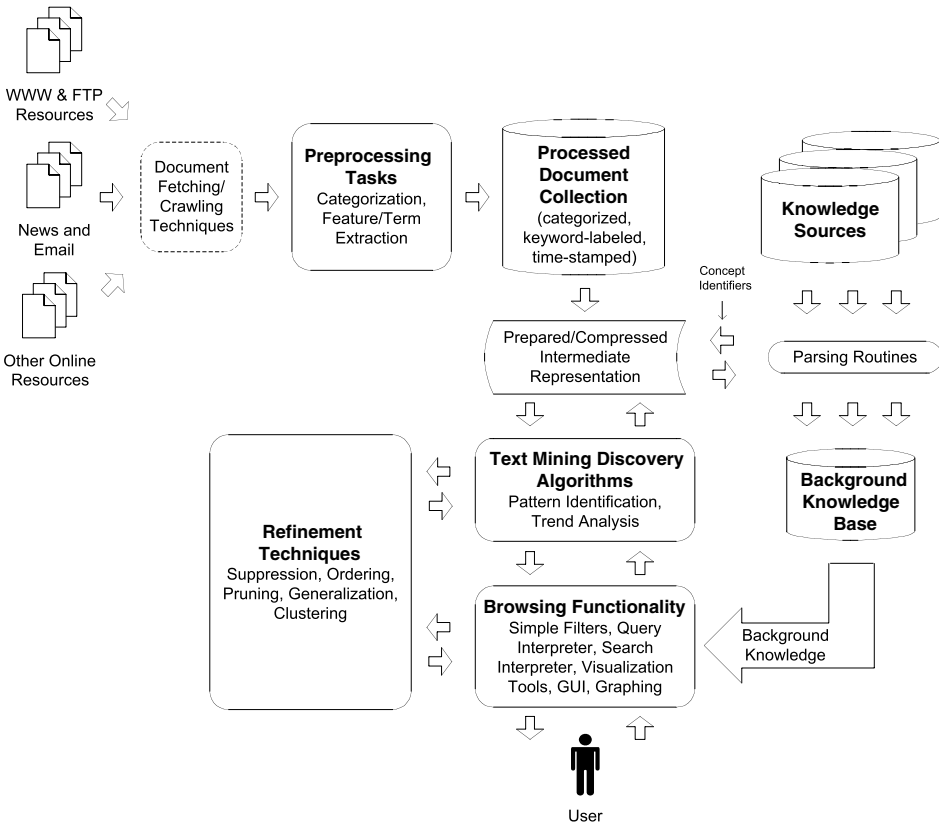 WWW & FTP
Resources
News and
Email
Other Online
Resources
Document
Fetching/
Crawling
Techniques
Preprocessing
Tasks
Categorization,
Feature/Term
Extraction
Processed
Document
Collection
(categorized,
keyword-labeled,
time-stamped)
Knowledge
Sources
Concept
Identifiers
Prepared/Compressed
Intermediate
Representation
Parsing Routines
Text Mining Discovery
Algorithms
Pattern Identification,
Trend Analysis
Background
Knowledge
Base
Refinement
Techniques
Suppression, Ordering,
Pruning, Generalization,
Clustering
Browsing Functionality
Simple Filters, Query
Interpreter, Search
Interpreter, Visualization
Tools, GUI, Graphing
Background
Knowledge
User